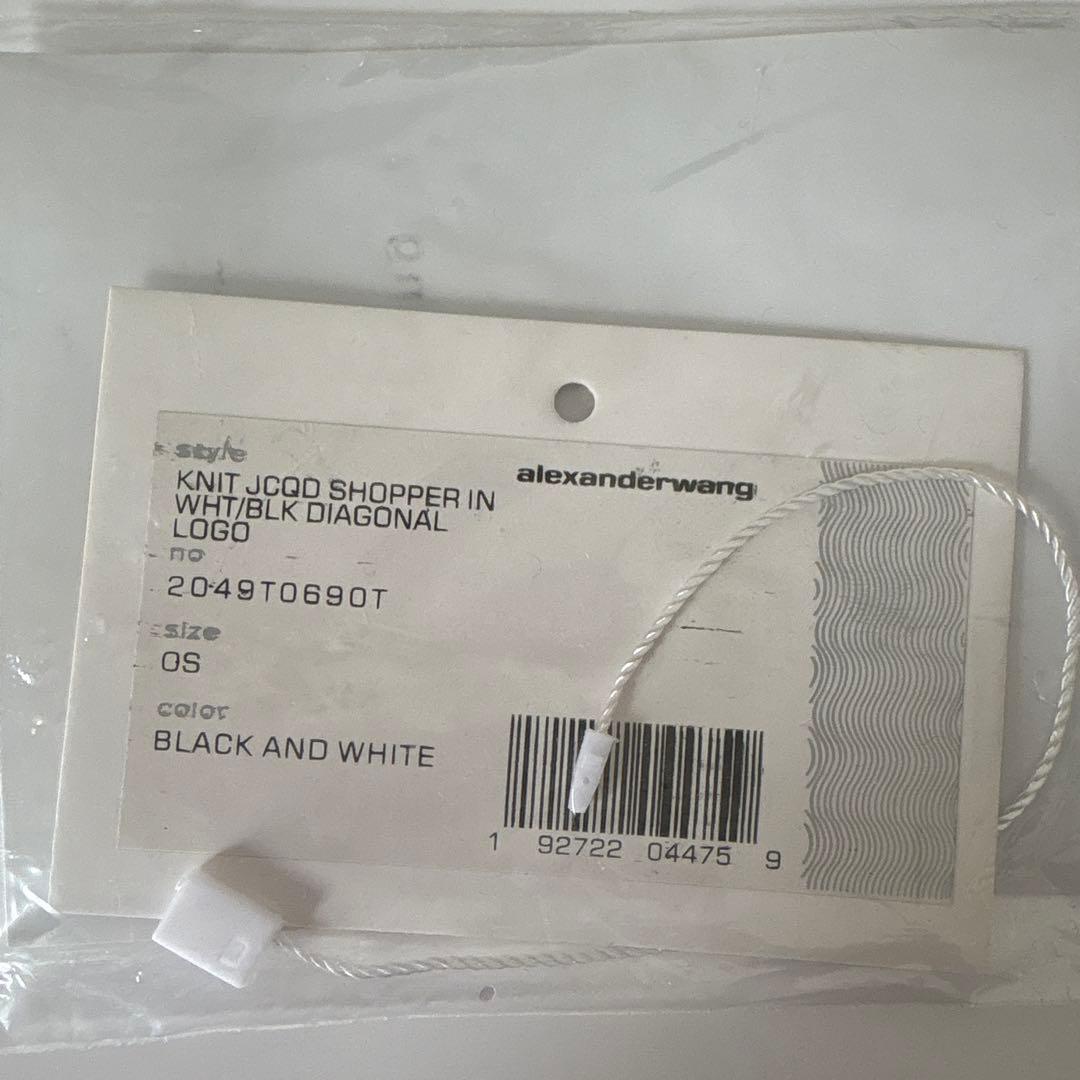 style
KNIT JCQD SHOPPER IN
WHT/BLK DIAGONAL
LOGO
no
2049T0690T
size
OS
color
BLACK AND WHITE
alexanderwang
1 92722 04475 9